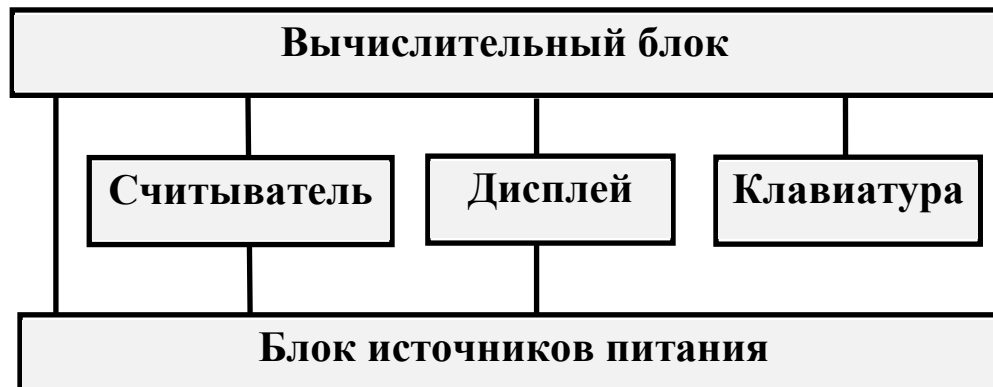 Вычислительный блок
Считыватель
Дисплей
Клавиатура
Блок источников питания